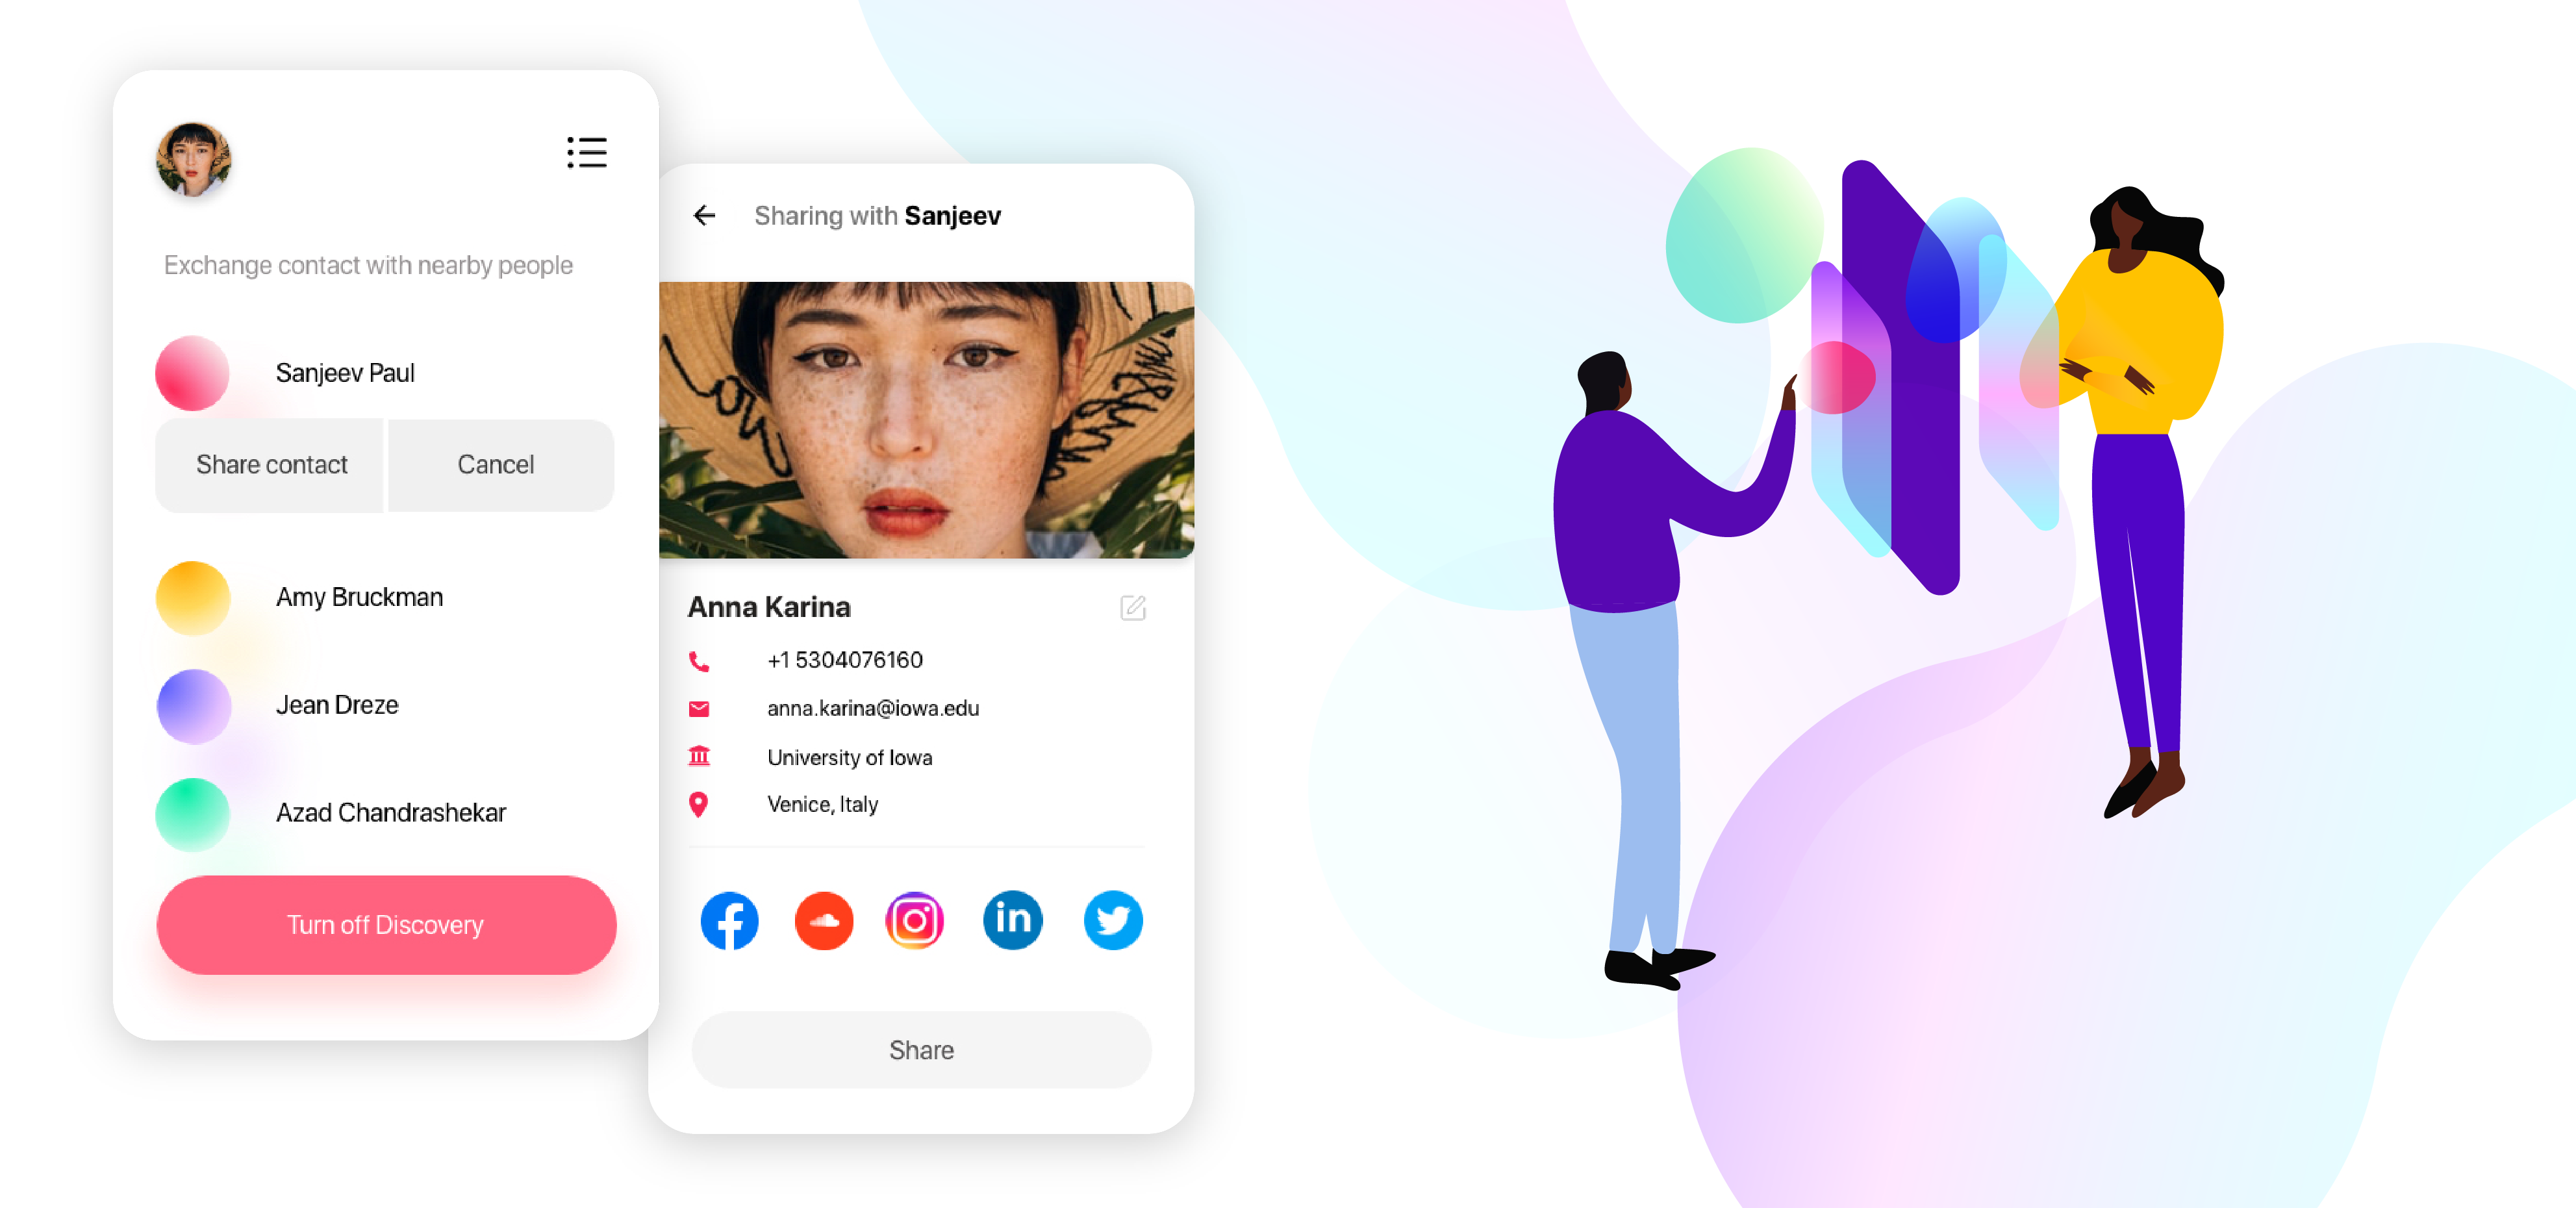 Exchange contact with nearby people
Sanjeev Paul
Share contact
Cancel
Amy Bruckman
Jean Dreze
Azad Chandrashekar
Turn off Discovery
Sharing with Sanjeev
Anna Karina
+1 5304076160
anna.karina@iowa.edu
University of Iowa
Venice, Italy
in
Share